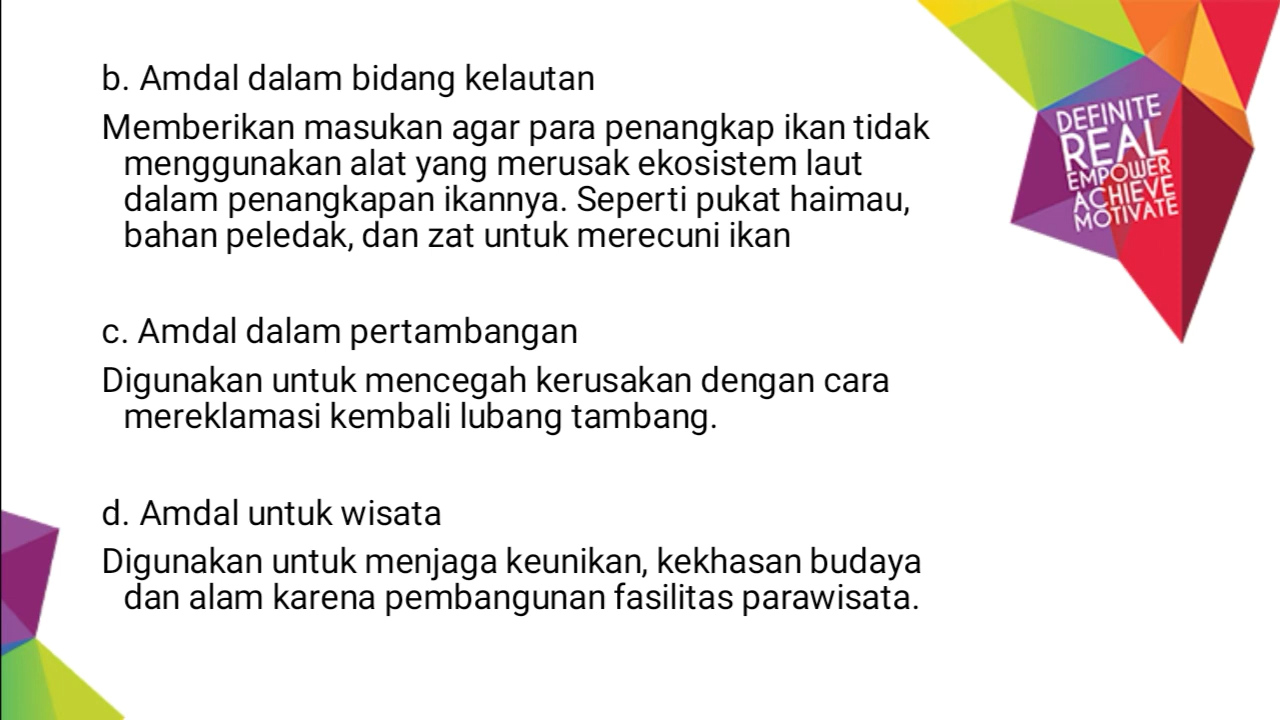 b. Amdal dalam bidang kelautan
Memberikan masukan agar para penangkap ikan tidak
menggunakan alat yang merusak ekosistem laut
dalam penangkapan ikannya. Seperti pukat haimau,
bahan peledak, dan zat untuk merecuni ikan
c. Amdal dalam pertambangan
Digunakan untuk mencegah kerusakan dengan cara
mereklamasi kembali lubang tambang.
d. Amdal untuk wisata
Digunakan untuk menjaga keunikan, kekhasan budaya
dan alam karena pembangunan fasilitas parawisata.
DEFINITE
REAL
EMPOWER
ACHIEVE
MOTIVATE